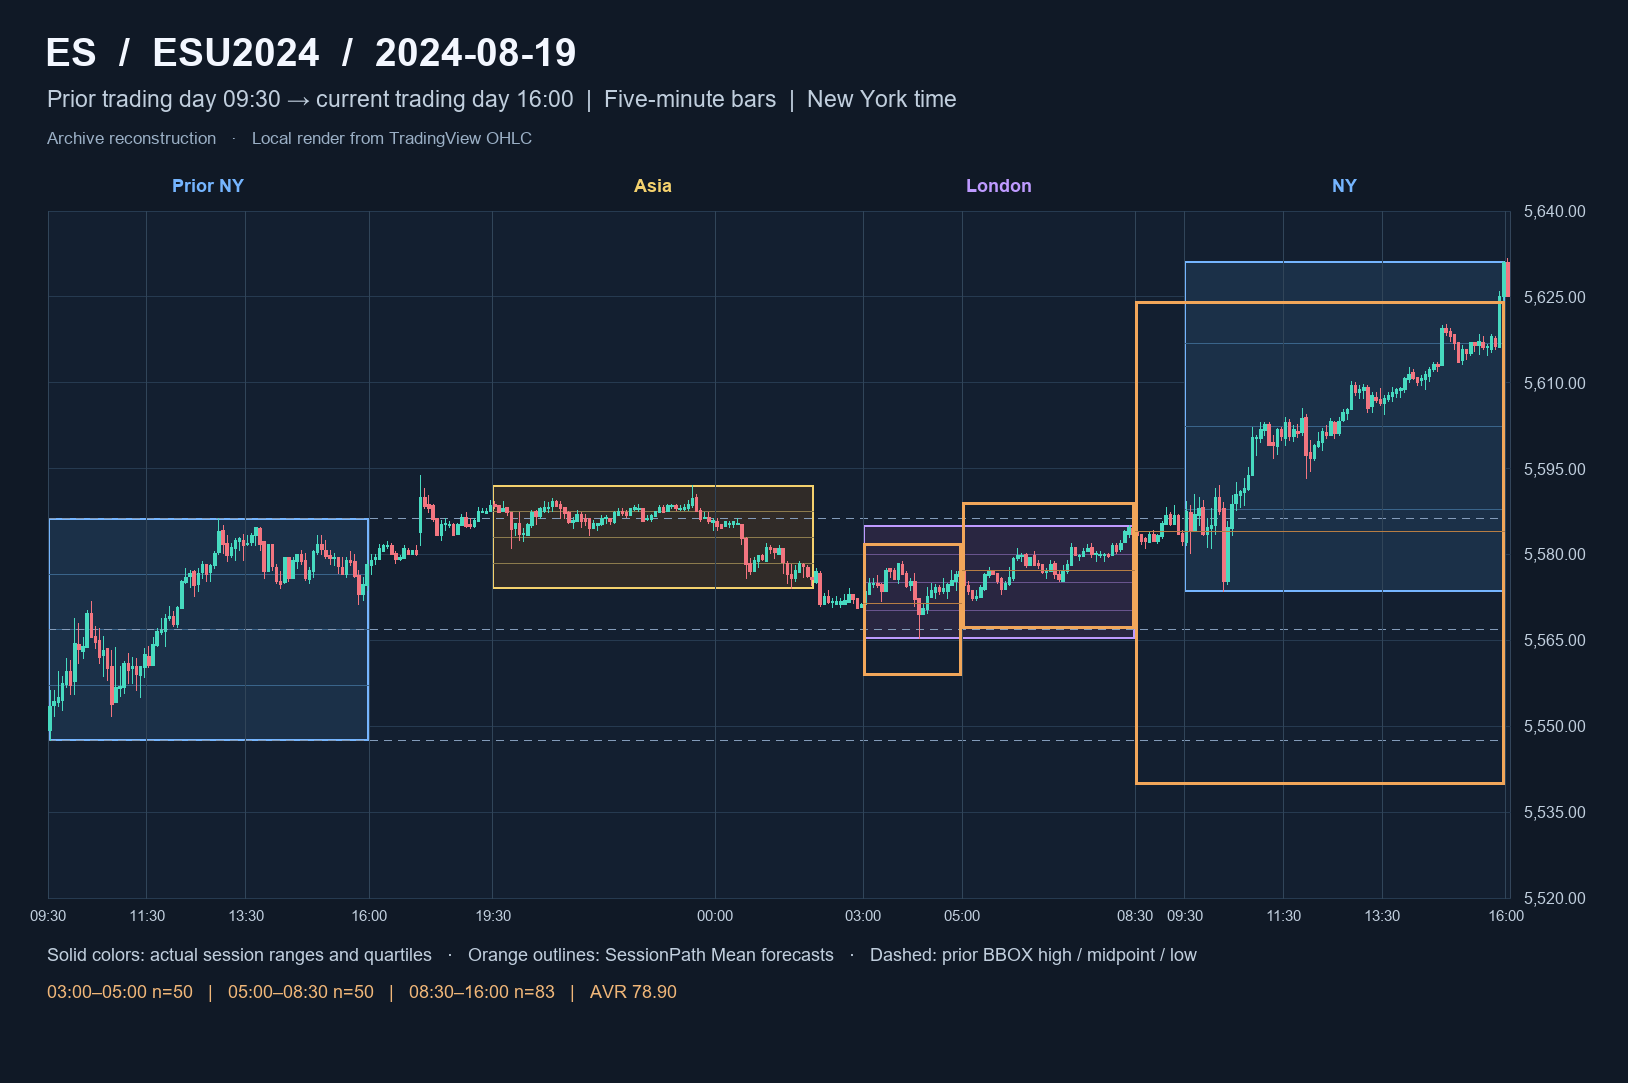 ES / ESU2024 / 2024-08-19
Prior trading day 09:30 → current trading day 16:00 | Five-minute bars | New York time
Archive reconstruction · Local render from TradingView OHLC
Prior NY Asia London NY
5,640.00
5,625.00
5,610.00
5,595.00
5,580.00
5,565.00
5,550.00
5,535.00
5,520.00
09:30 11:30 13:30 16:00 19:30 00:00 03:00 05:00 08:30 09:30 11:30 13:30 16:00
Solid colors: actual session ranges and quartiles · Orange outlines: SessionPath Mean forecasts · Dashed: prior BBOX high / midpoint / low
03:00–05:00 n=50 | 05:00–08:30 n=50 | 08:30–16:00 n=83 | AVR 78.90